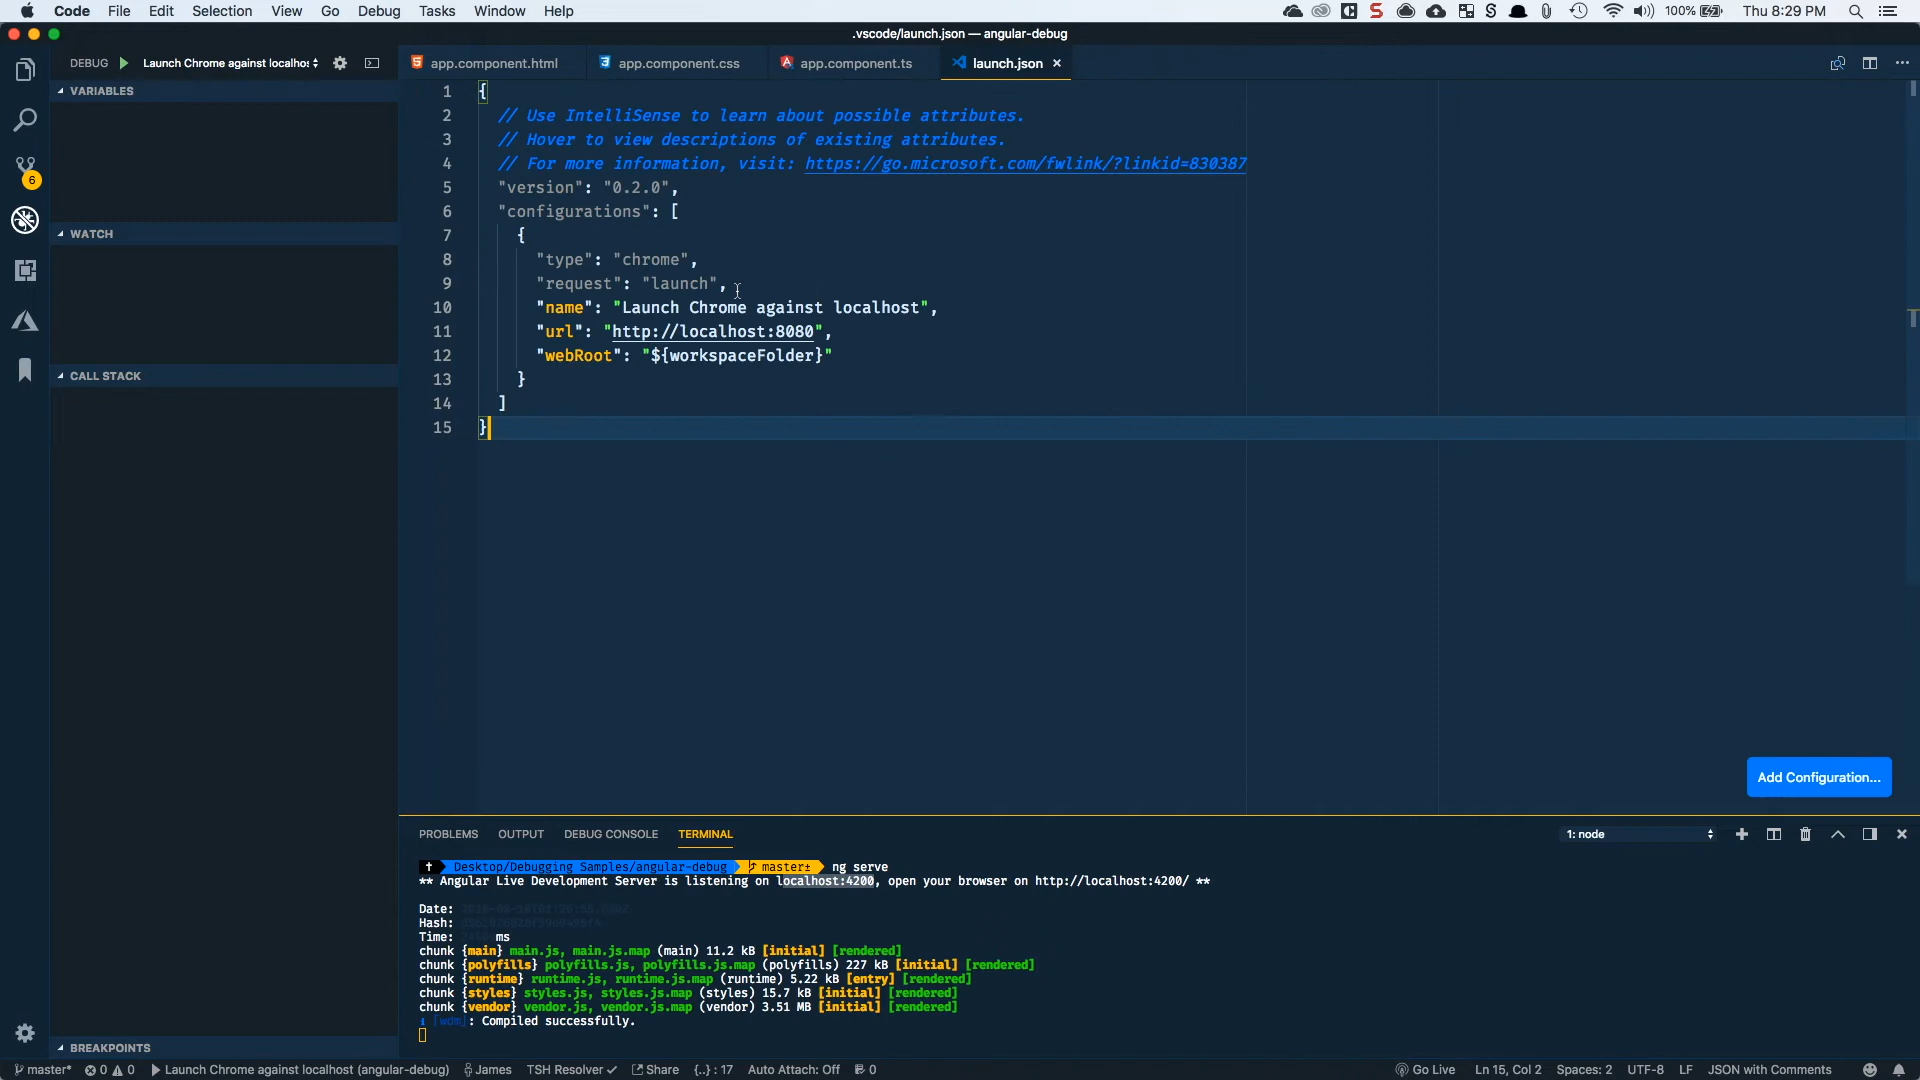 Code File Edit Selection View Go Debug Tasks Window Help
100% Thu 8:29 PM
.vscode/launch.json — angular-debug
DEBUG Launch Chrome against localhos
app.component.html app.component.css app.component.ts launch.json
VARIABLES
WATCH
CALL STACK
BREAKPOINTS
6
1 {
2 // Use IntelliSense to learn about possible attributes.
3 // Hover to view descriptions of existing attributes.
4 // For more information, visit: https://go.microsoft.com/fwlink/?linkid=830387
5 "version": "0.2.0",
6 "configurations": [
7 {
8 "type": "chrome",
9 "request": "launch",
10 "name": "Launch Chrome against localhost",
11 "url": "http://localhost:8080",
12 "webRoot": "${workspaceFolder}"
13 }
14 ]
15 }
Add Configuration...
PROBLEMS OUTPUT DEBUG CONSOLE TERMINAL 1: node
Desktop/Debugging Samples/angular-debug master± ng serve
** Angular Live Development Server is listening on localhost:4200, open your browser on http://localhost:4200/ **
Date:
Hash:
Time: ms
chunk {main} main.js, main.js.map (main) 11.2 kB [initial] [rendered]
chunk {polyfills} polyfills.js, polyfills.js.map (polyfills) 227 kB [initial] [rendered]
chunk {runtime} runtime.js, runtime.js.map (runtime) 5.22 kB [entry] [rendered]
chunk {styles} styles.js, styles.js.map (styles) 15.7 kB [initial] [rendered]
chunk {vendor} vendor.js, vendor.js.map (vendor) 3.51 MB [initial] [rendered]
i [wdm]: Compiled successfully.
master* 0 0 Launch Chrome against localhost (angular-debug) James TSH Resolver ✓ Share {..} : 17 Auto Attach: Off 0 Go Live Ln 15, Col 2 Spaces: 2 UTF-8 LF JSON with Comments